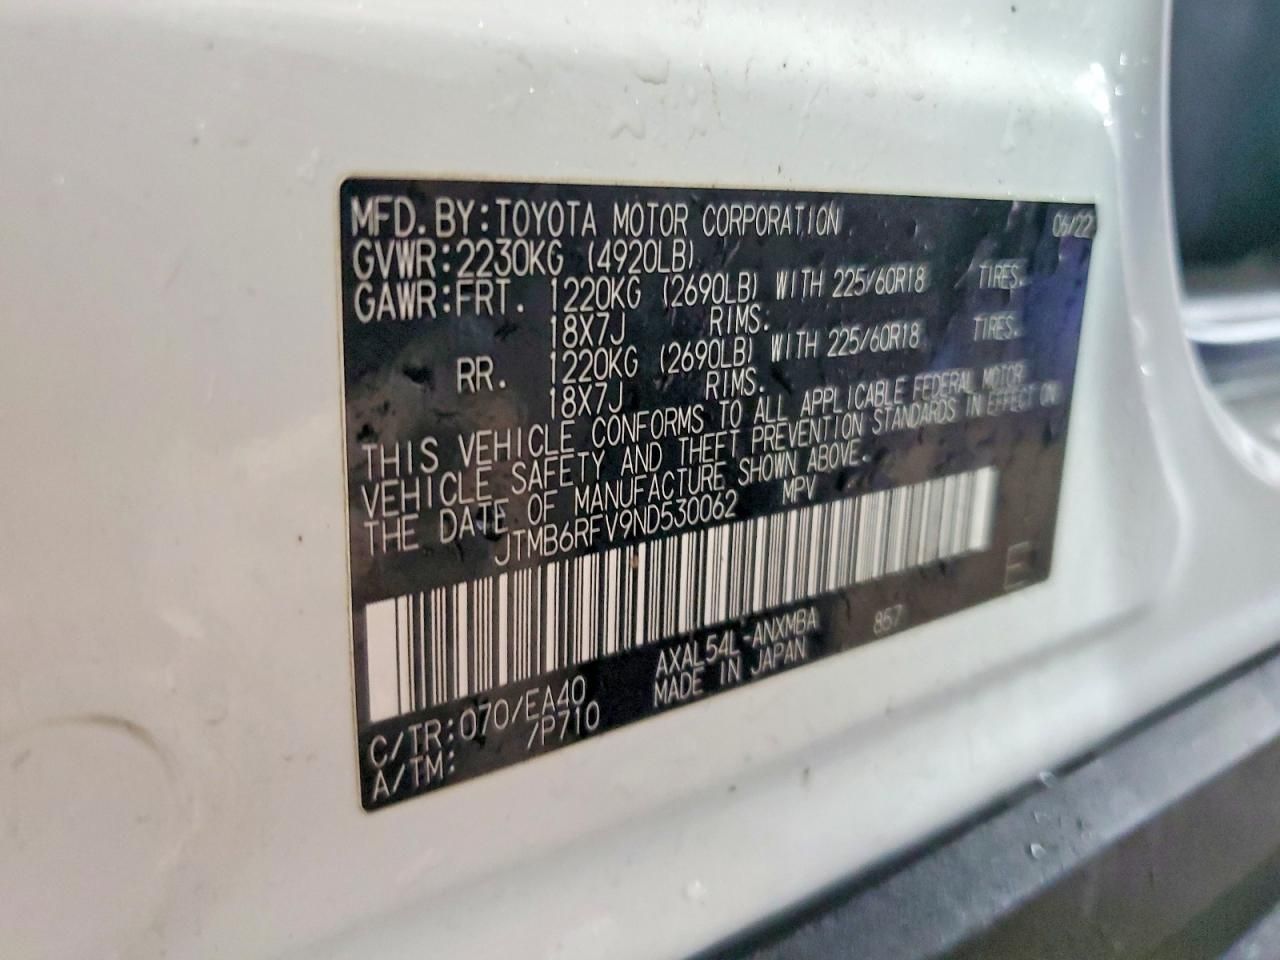 MFD.BY:TOYOTA MOTOR CORPORATION 06/22
GVWR:2230KG (4920LB)
GAWR:FRT. 1220KG (2690LB) WITH 225/60R18 TIRES.
18X7J RIMS.
RR. 1220KG (2690LB) WITH 225/60R18 TIRES.
18X7J RIMS.
THIS VEHICLE CONFORMS TO ALL APPLICABLE FEDERAL MOTOR
VEHICLE SAFETY AND THEFT PREVENTION STANDARDS IN EFFECT ON
THE DATE OF MANUFACTURE SHOWN ABOVE.
JTMB6RFV9ND530062 MPV
C/TR:070/EA40 AXAL54L-ANXMBA 857 E
A/TM: /P710 MADE IN JAPAN